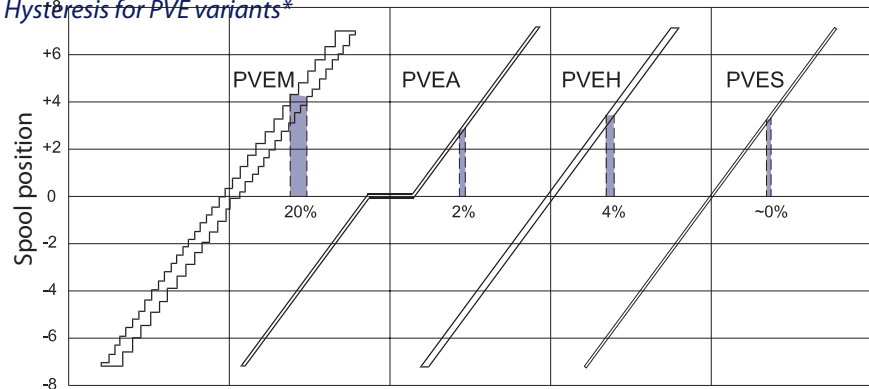 Hysteresis for PVE variants*
+8
+6
PVEM PVEA PVEH PVES
+4
+2
0
20% 2% 4% ~0%
-2
-4
-6
-8
Spool position